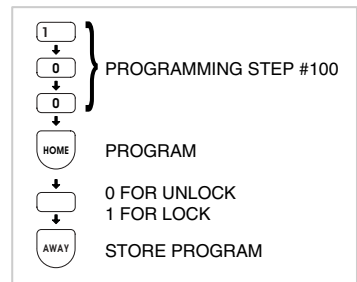 1
0
PROGRAMMING STEP #100
0
HOME
PROGRAM
0 FOR UNLOCK
1 FOR LOCK
AWAY
STORE PROGRAM